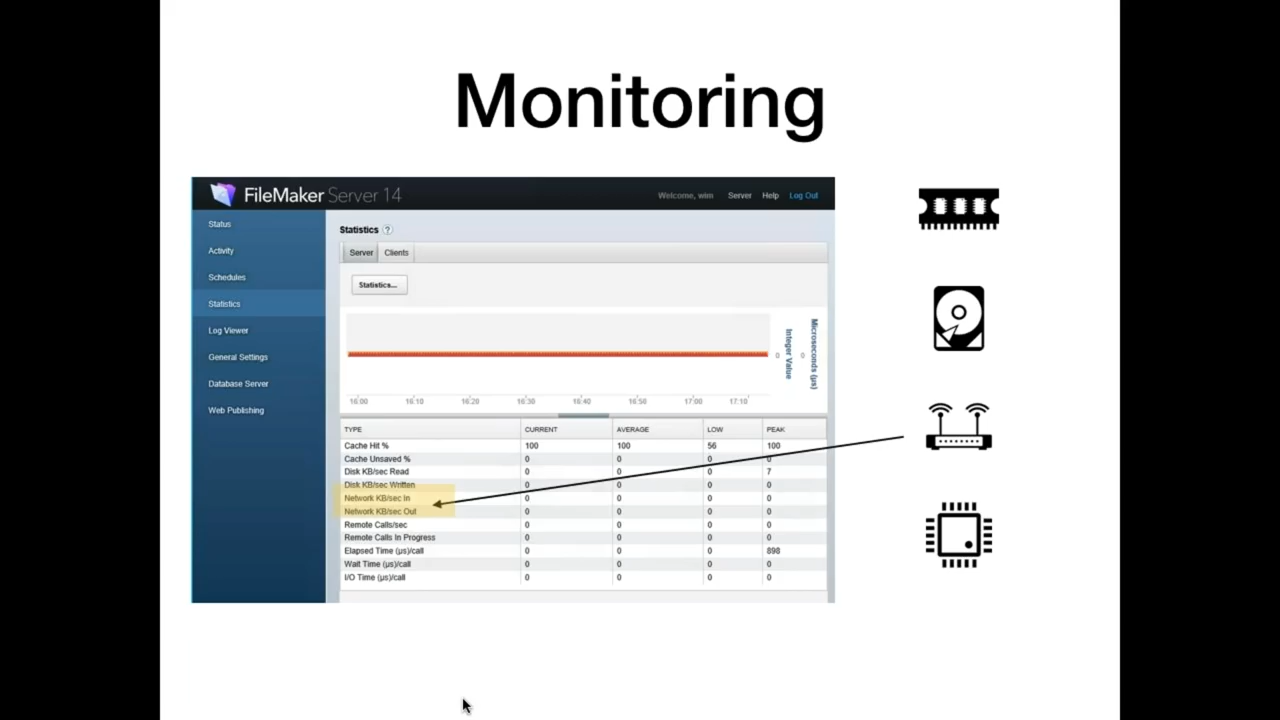 Monitoring
FileMaker Server 14
Welcome, wim Server Help Log Out
Status
Activity
Schedules
Statistics
Log Viewer
General Settings
Database Server
Web Publishing
Statistics ?
Server Clients
Statistics...
0 Integer Value 0 Microseconds (µs)
16:00 16:10 16:20 16:30 16:40 16:50 17:00 17:10
TYPE CURRENT AVERAGE LOW PEAK
Cache Hit % 100 100 56 100
Cache Unsaved % 0 0 0 0
Disk KB/sec Read 0 0 0 7
Disk KB/sec Written 0 0 0 0
Network KB/sec In 0 0 0 0
Network KB/sec Out 0 0 0 0
Remote Calls/sec 0 0 0 0
Remote Calls In Progress 0 0 0 0
Elapsed Time (µs)/call 0 0 0 898
Wait Time (µs)/call 0 0 0 0
I/O Time (µs)/call 0 0 0 0